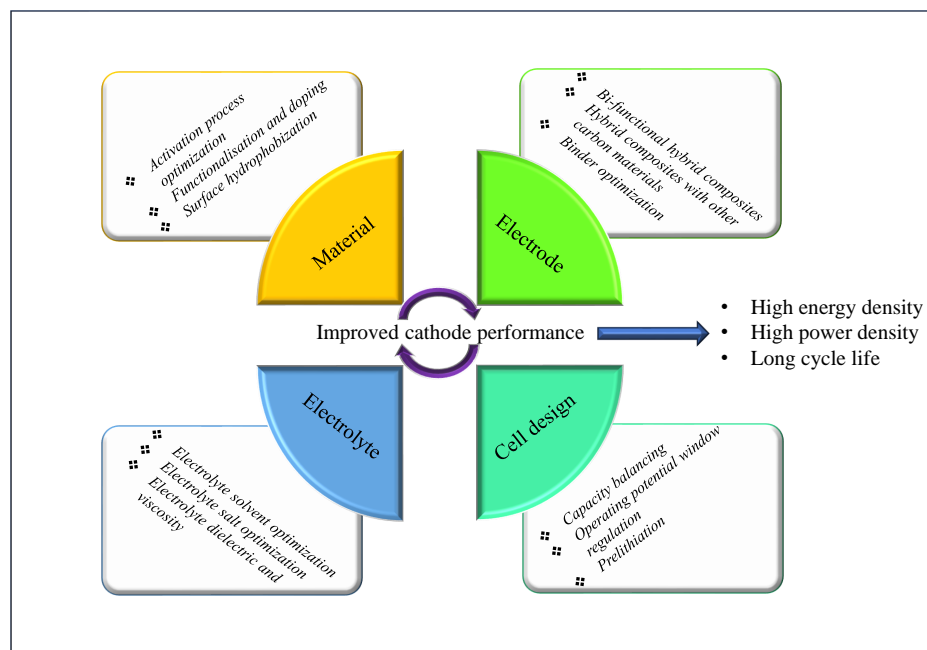 Activation process
optimization
Functionalisation and doping
Surface hydrophobization
Material
Bi-functional hybrid composites
Hybrid composites with other
carbon materials
Binder optimization
Electrode
Improved cathode performance
• High energy density
• High power density
• Long cycle life
Electrolyte
Electrolyte solvent optimization
Electrolyte salt optimization
Electrolyte dielectric and
viscosity
Cell design
Capacity balancing
Operating potential window
regulation
Prelithiation